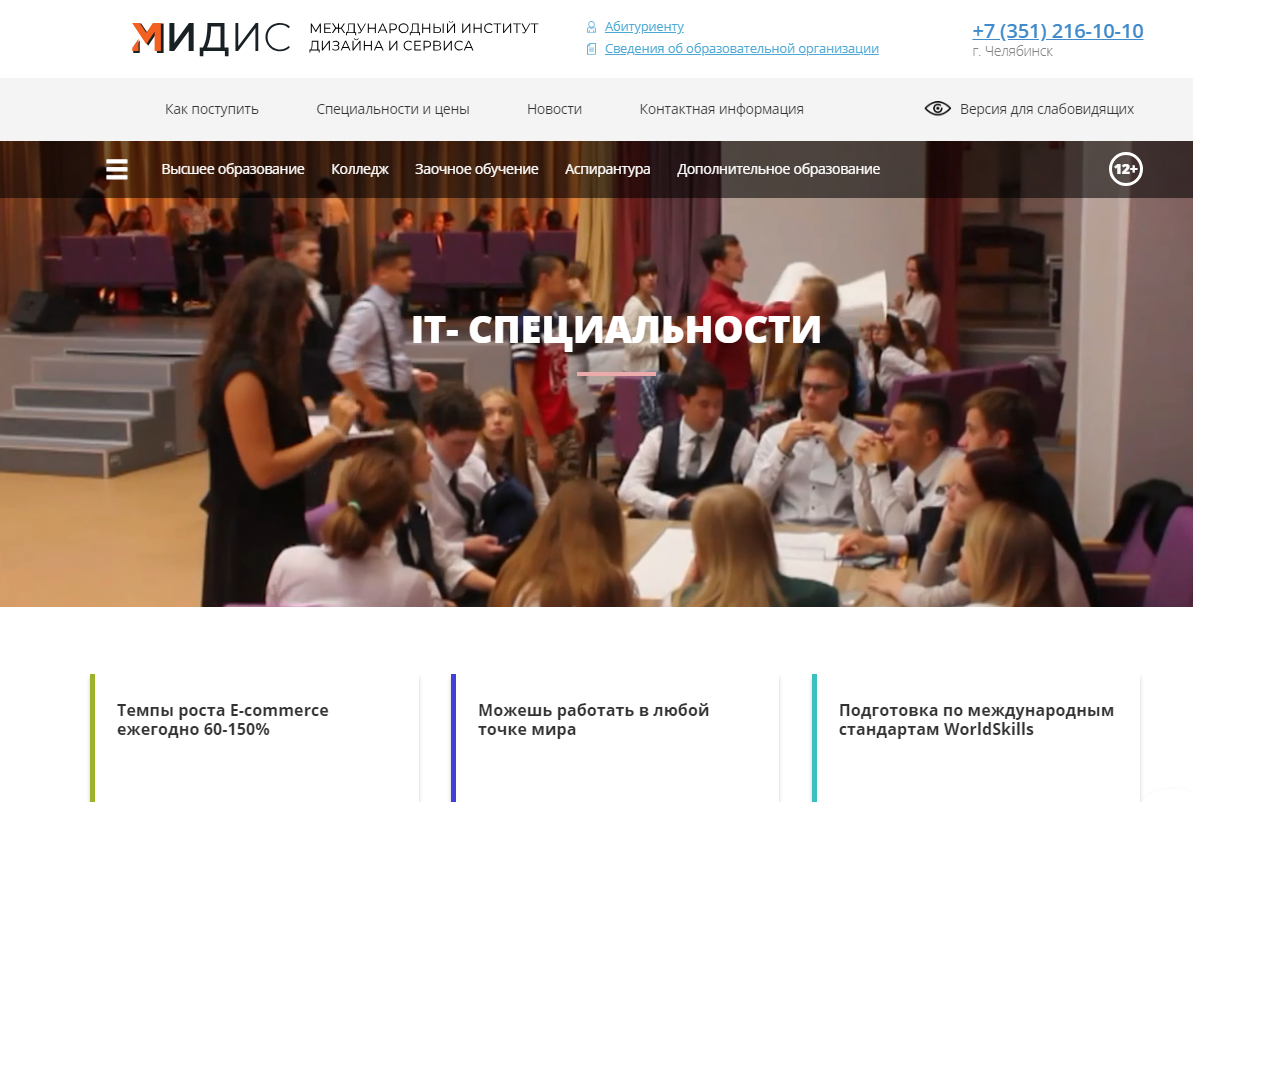 МИДИС
МЕЖДУНАРОДНЫЙ ИНСТИТУТ
ДИЗАЙНА И СЕРВИСА
Абитуриенту
Сведения об образовательной организации
+7 (351) 216-10-10
г. Челябинск
Как поступить
Специальности и цены
Новости
Контактная информация
Версия для слабовидящих
Высшее образование
Колледж
Заочное обучение
Аспирантура
Дополнительное образование
12+
IT- СПЕЦИАЛЬНОСТИ
Темпы роста E-commerce
ежегодно 60-150%
Можешь работать в любой
точке мира
Подготовка по международным
стандартам WorldSkills